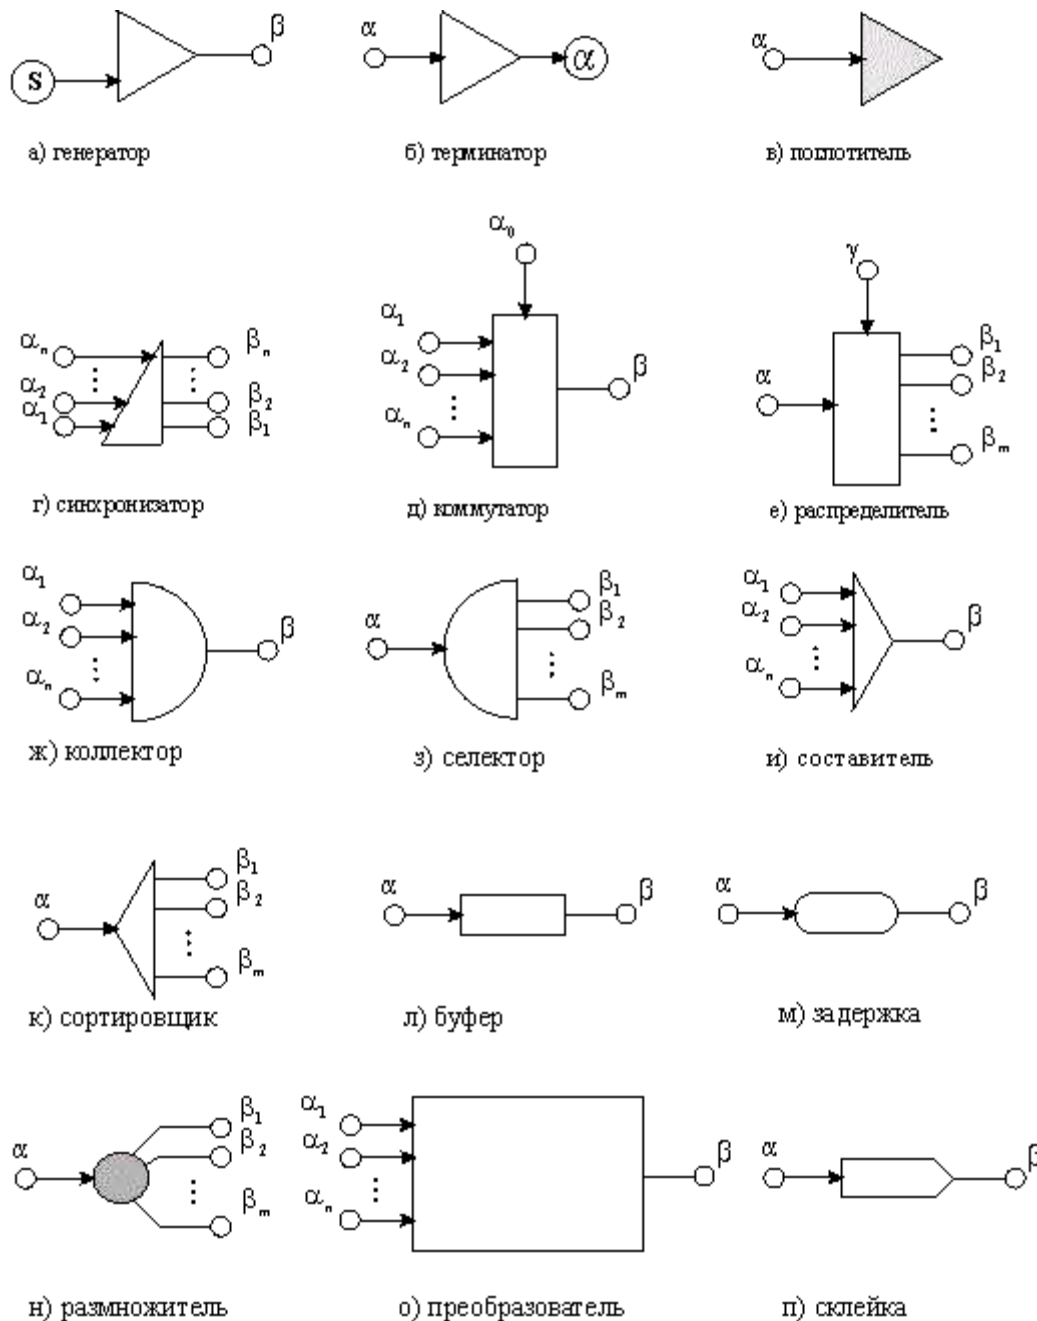 S β
а) генератор
α α
б) терминатор
α
в) поглотитель
αₙ βₙ
α₂ β₂
α₁ β₁
г) синхронизатор
α₀
α₁
α₂ β
αₙ
д) коммутатор
γ
β₁
α β₂
βₘ
е) распределитель
α₁
α₂ β
αₙ
ж) коллектор
β₁
α β₂
βₘ
з) селектор
α₁
α₂ β
αₙ
и) составитель
β₁
α β₂
βₘ
к) сортировщик
α β
л) буфер
α β
м) задержка
β₁
α β₂
βₘ
н) размножитель
α₁
α₂ β
αₙ
о) преобразователь
α β
п) склейка